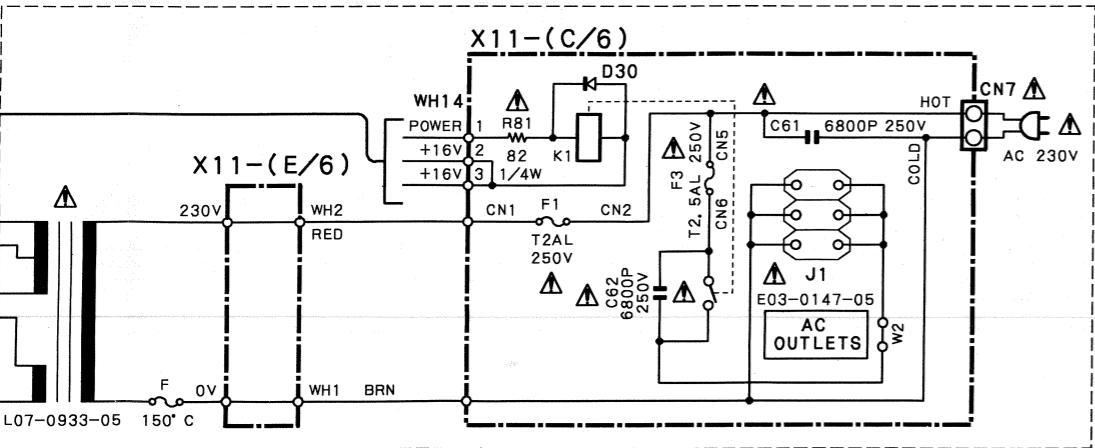 X11-(C/6)
D30
WH14
POWER 1
R81
82
1/4W
K1
+16V 2
+16V 3
C61 6800P 250V
HOT
COLD
CN7
AC 230V
X11-(E/6)
230V
WH2
RED
CN1
F1
T2AL
250V
CN2
F3
T2.5AL 250V
CN5
CN6
C62
6800P
250V
J1
E03-0147-05
AC
OUTLETS
W2
L07-0933-05
F
150°C
0V
WH1 BRN